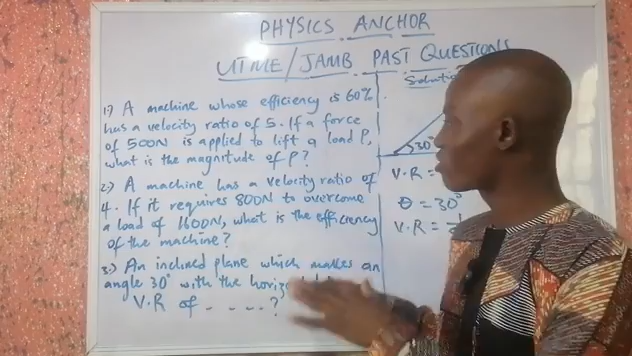 PHYSICS ANCHOR
UTME/JAMB PAST QUESTIONS
1.) A machine whose efficiency is 60%
has a velocity ratio of 5. If a force
of 500N is applied to lift a load P,
what is the magnitude of P?
2.) A machine has a velocity ratio of
4. If it requires 800N to overcome
a load of 1600N, what is the efficiency
of the machine?
3.) An inclined plane which makes an
angle 30° with the
V.R of - - - - ?
30°
V.R =
θ = 30°
V.R =